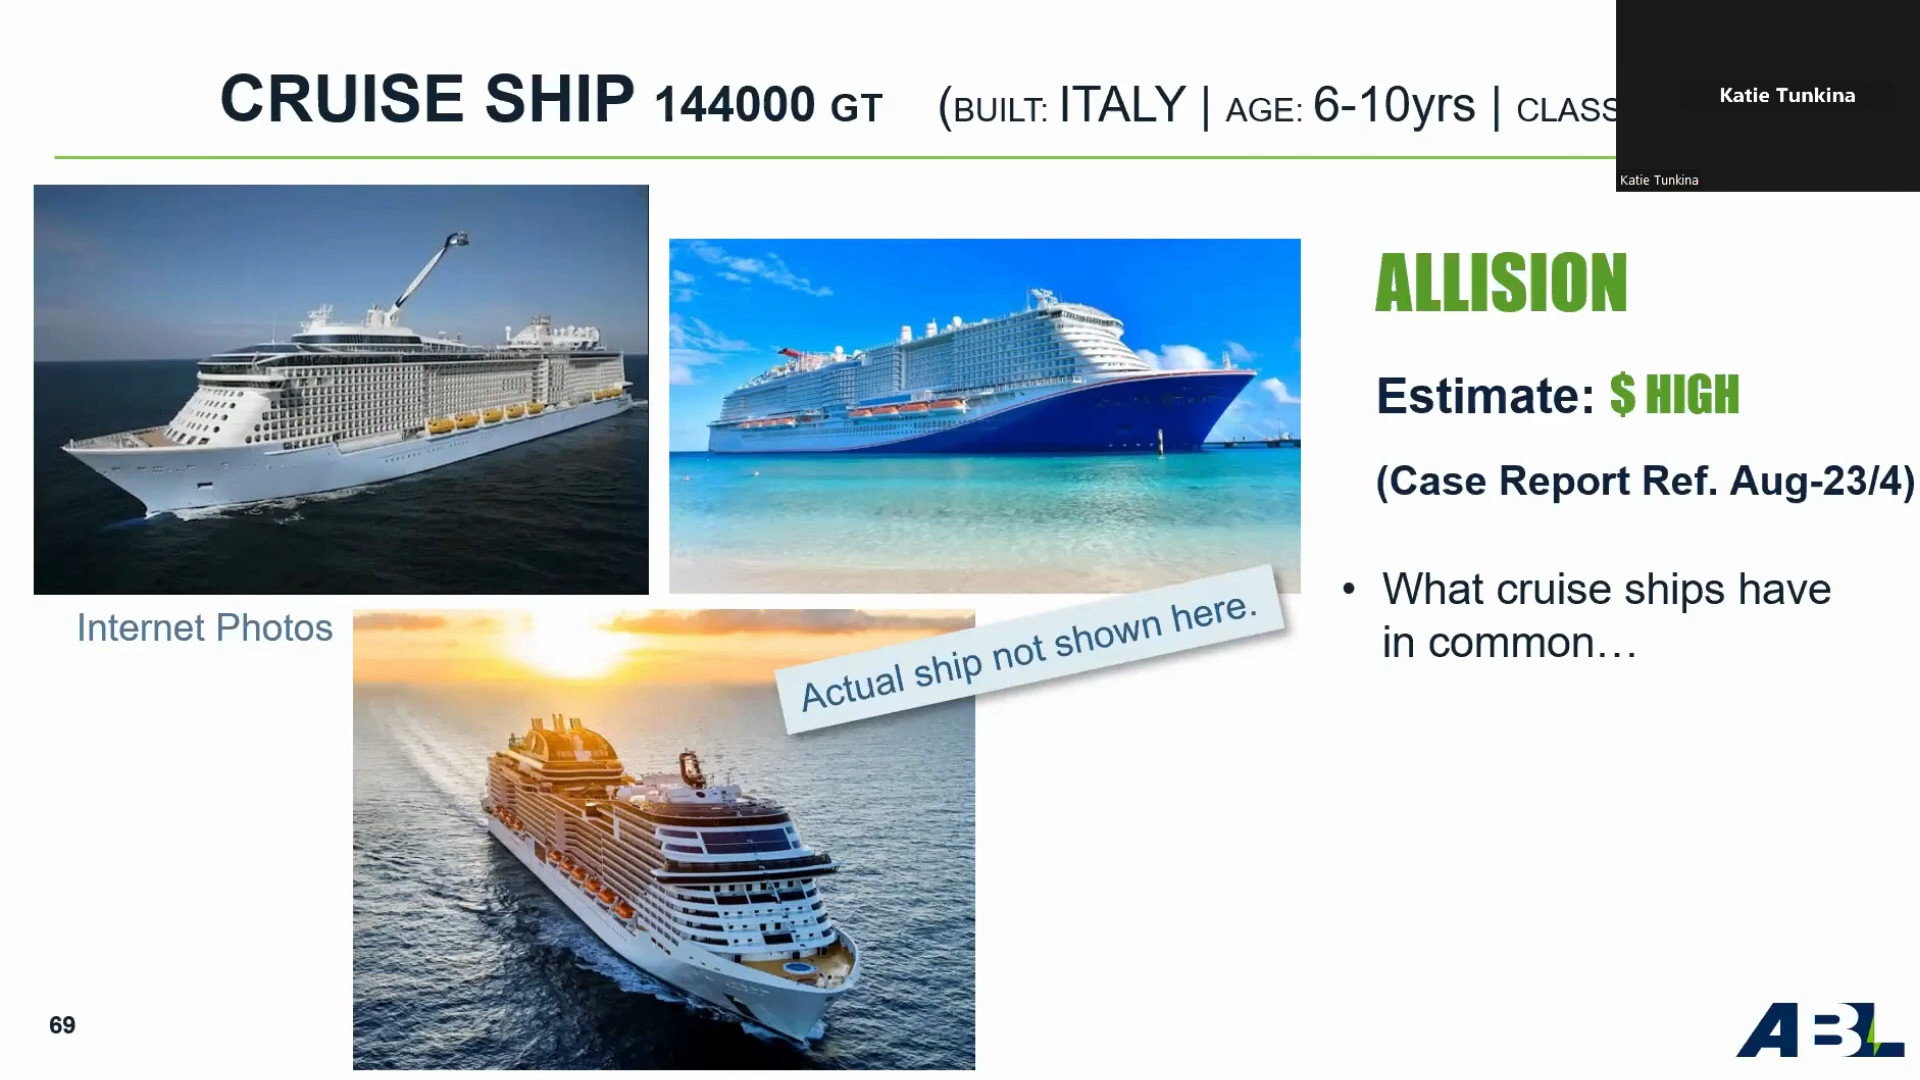 CRUISE SHIP 144000 GT (BUILT: ITALY | AGE: 6-10yrs | CLASS
Katie Tunkina
Katie Tunkina
ALLISION
Estimate: $ HIGH
(Case Report Ref. Aug-23/4)
• What cruise ships have
in common…
Internet Photos
Actual ship not shown here.
69
ABL